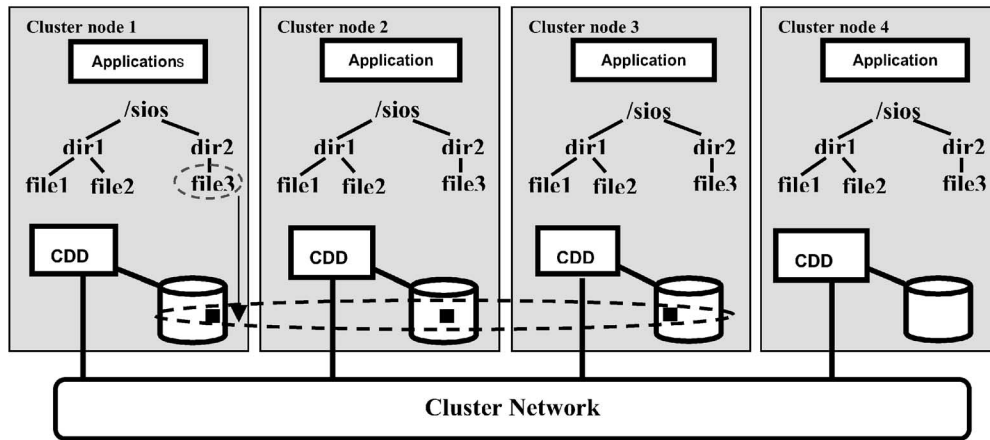 Cluster node 1
Applications
/sios
dir1 dir2
file1 file2 file3
CDD
Cluster node 2
Application
/sios
dir1 dir2
file1 file2 file3
CDD
Cluster node 3
Application
/sios
dir1 dir2
file1 file2 file3
CDD
Cluster node 4
Application
/sios
dir1 dir2
file1 file2 file3
CDD
Cluster Network